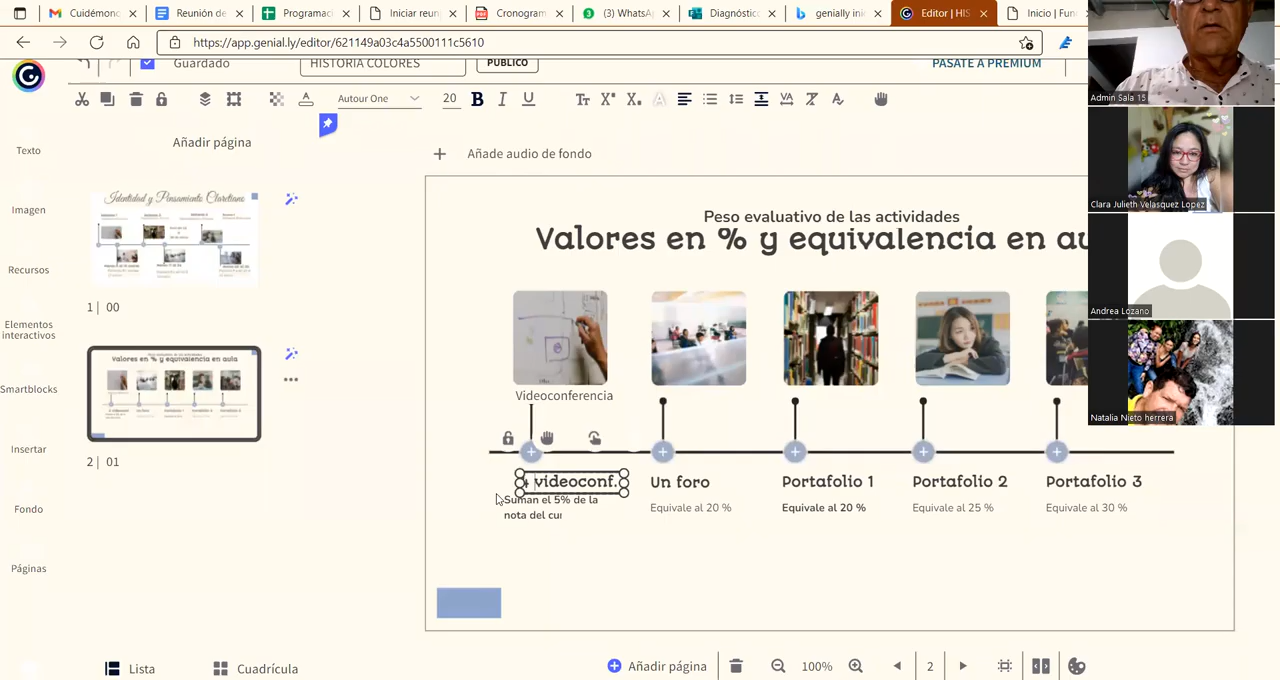 Cuidémonc
Reunión de
Programaci
Iniciar reun
Cronogram
(3) WhatsA
Diagnóstic
genially ini
Editor | HIS
Inicio | Fun
https://app.genial.ly/editor/621149a03c4a5500111c5610
Guardado
HISTORIA COLORES
PÚBLICO
PÁSATE A PREMIUM
Autour One
20
Añadir página
Añade audio de fondo
Texto
Imagen
Recursos
Elementos
interactivos
Smartblocks
Insertar
Fondo
Páginas
Identidad y Pensamiento Claretiano
1 | 00
Valores en % y equivalencia en aula
2 | 01
Peso evaluativo de las actividades
Valores en % y equivalencia en au
Videoconferencia
videoconf.
Suman el 5% de la
nota del cur
Un foro
Equivale al 20 %
Portafolio 1
Equivale al 20 %
Portafolio 2
Equivale al 25 %
Portafolio 3
Equivale al 30 %
Lista
Cuadrícula
Añadir página
100%
2
Admin Sala 15
Clara Julieth Velasquez Lopez
Andrea Lozano
Natalia Nieto herrera